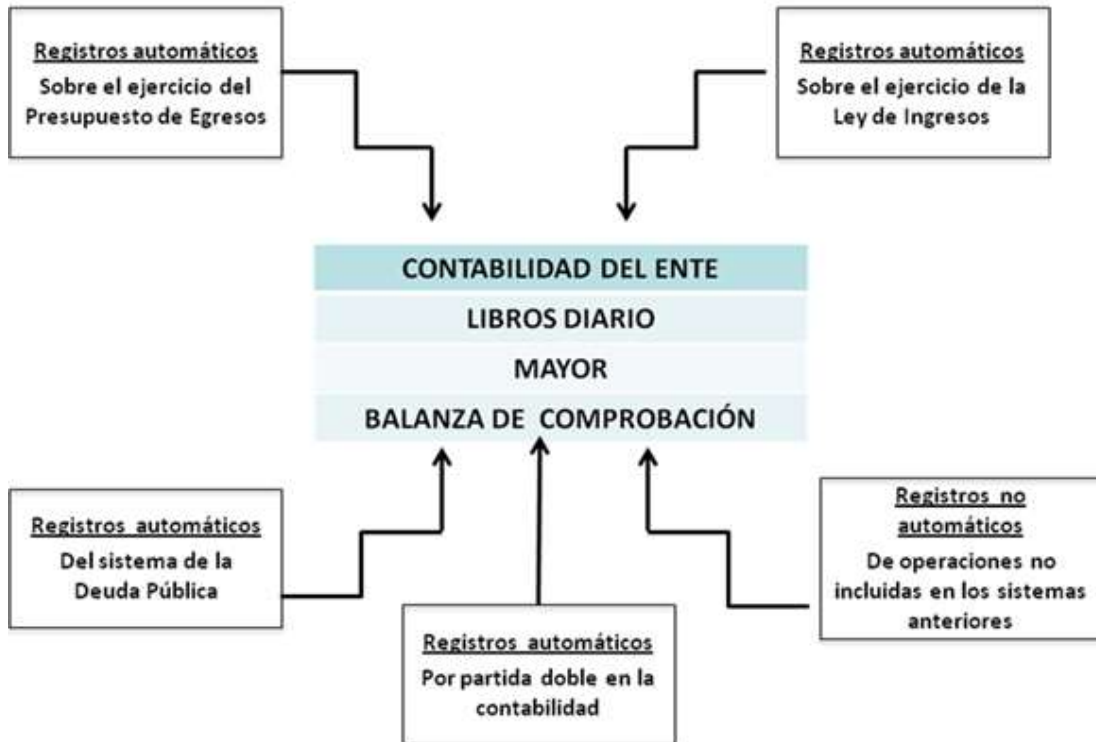 Registros automáticos
Sobre el ejercicio del
Presupuesto de Egresos
Registros automáticos
Sobre el ejercicio de la
Ley de Ingresos
CONTABILIDAD DEL ENTE
LIBROS DIARIO
MAYOR
BALANZA DE COMPROBACIÓN
Registros automáticos
Del sistema de la
Deuda Pública
Registros automáticos
Por partida doble en la
contabilidad
Registros no
automáticos
De operaciones no
incluidas en los sistemas
anteriores